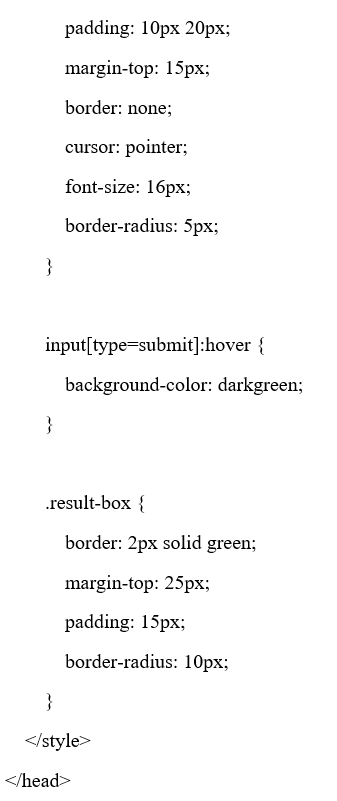 padding: 10px 20px;
margin-top: 15px;
border: none;
cursor: pointer;
font-size: 16px;
border-radius: 5px;
}
input[type=submit]:hover {
background-color: darkgreen;
}
.result-box {
border: 2px solid green;
margin-top: 25px;
padding: 15px;
border-radius: 10px;
}
</style>
</head>